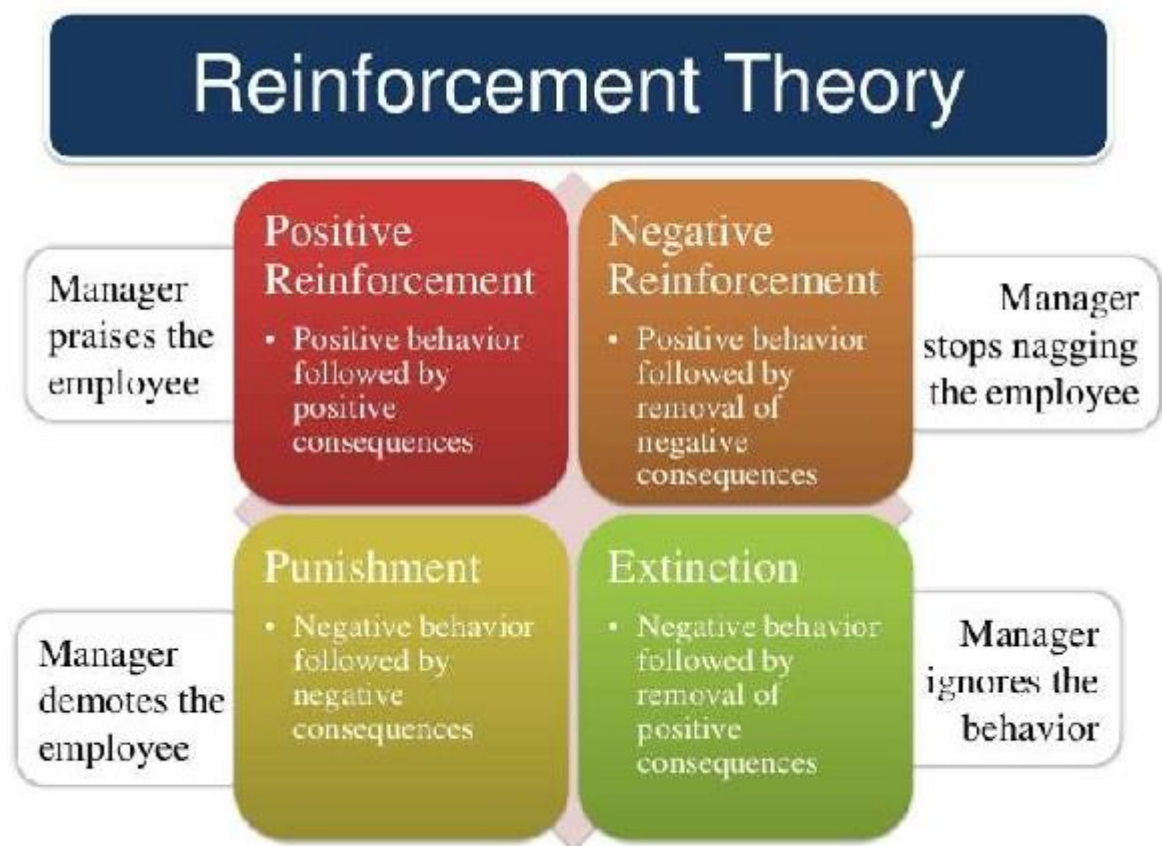 Reinforcement Theory
Manager
praises the
employee
Positive
Reinforcement
• Positive behavior
followed by
positive
consequences
Negative
Reinforcement
• Positive behavior
followed by
removal of
negative
consequences
Manager
stops nagging
the employee
Manager
demotes the
employee
Punishment
• Negative behavior
followed by
negative
consequences
Extinction
• Negative behavior
followed by
removal of
positive
consequences
Manager
ignores the
behavior